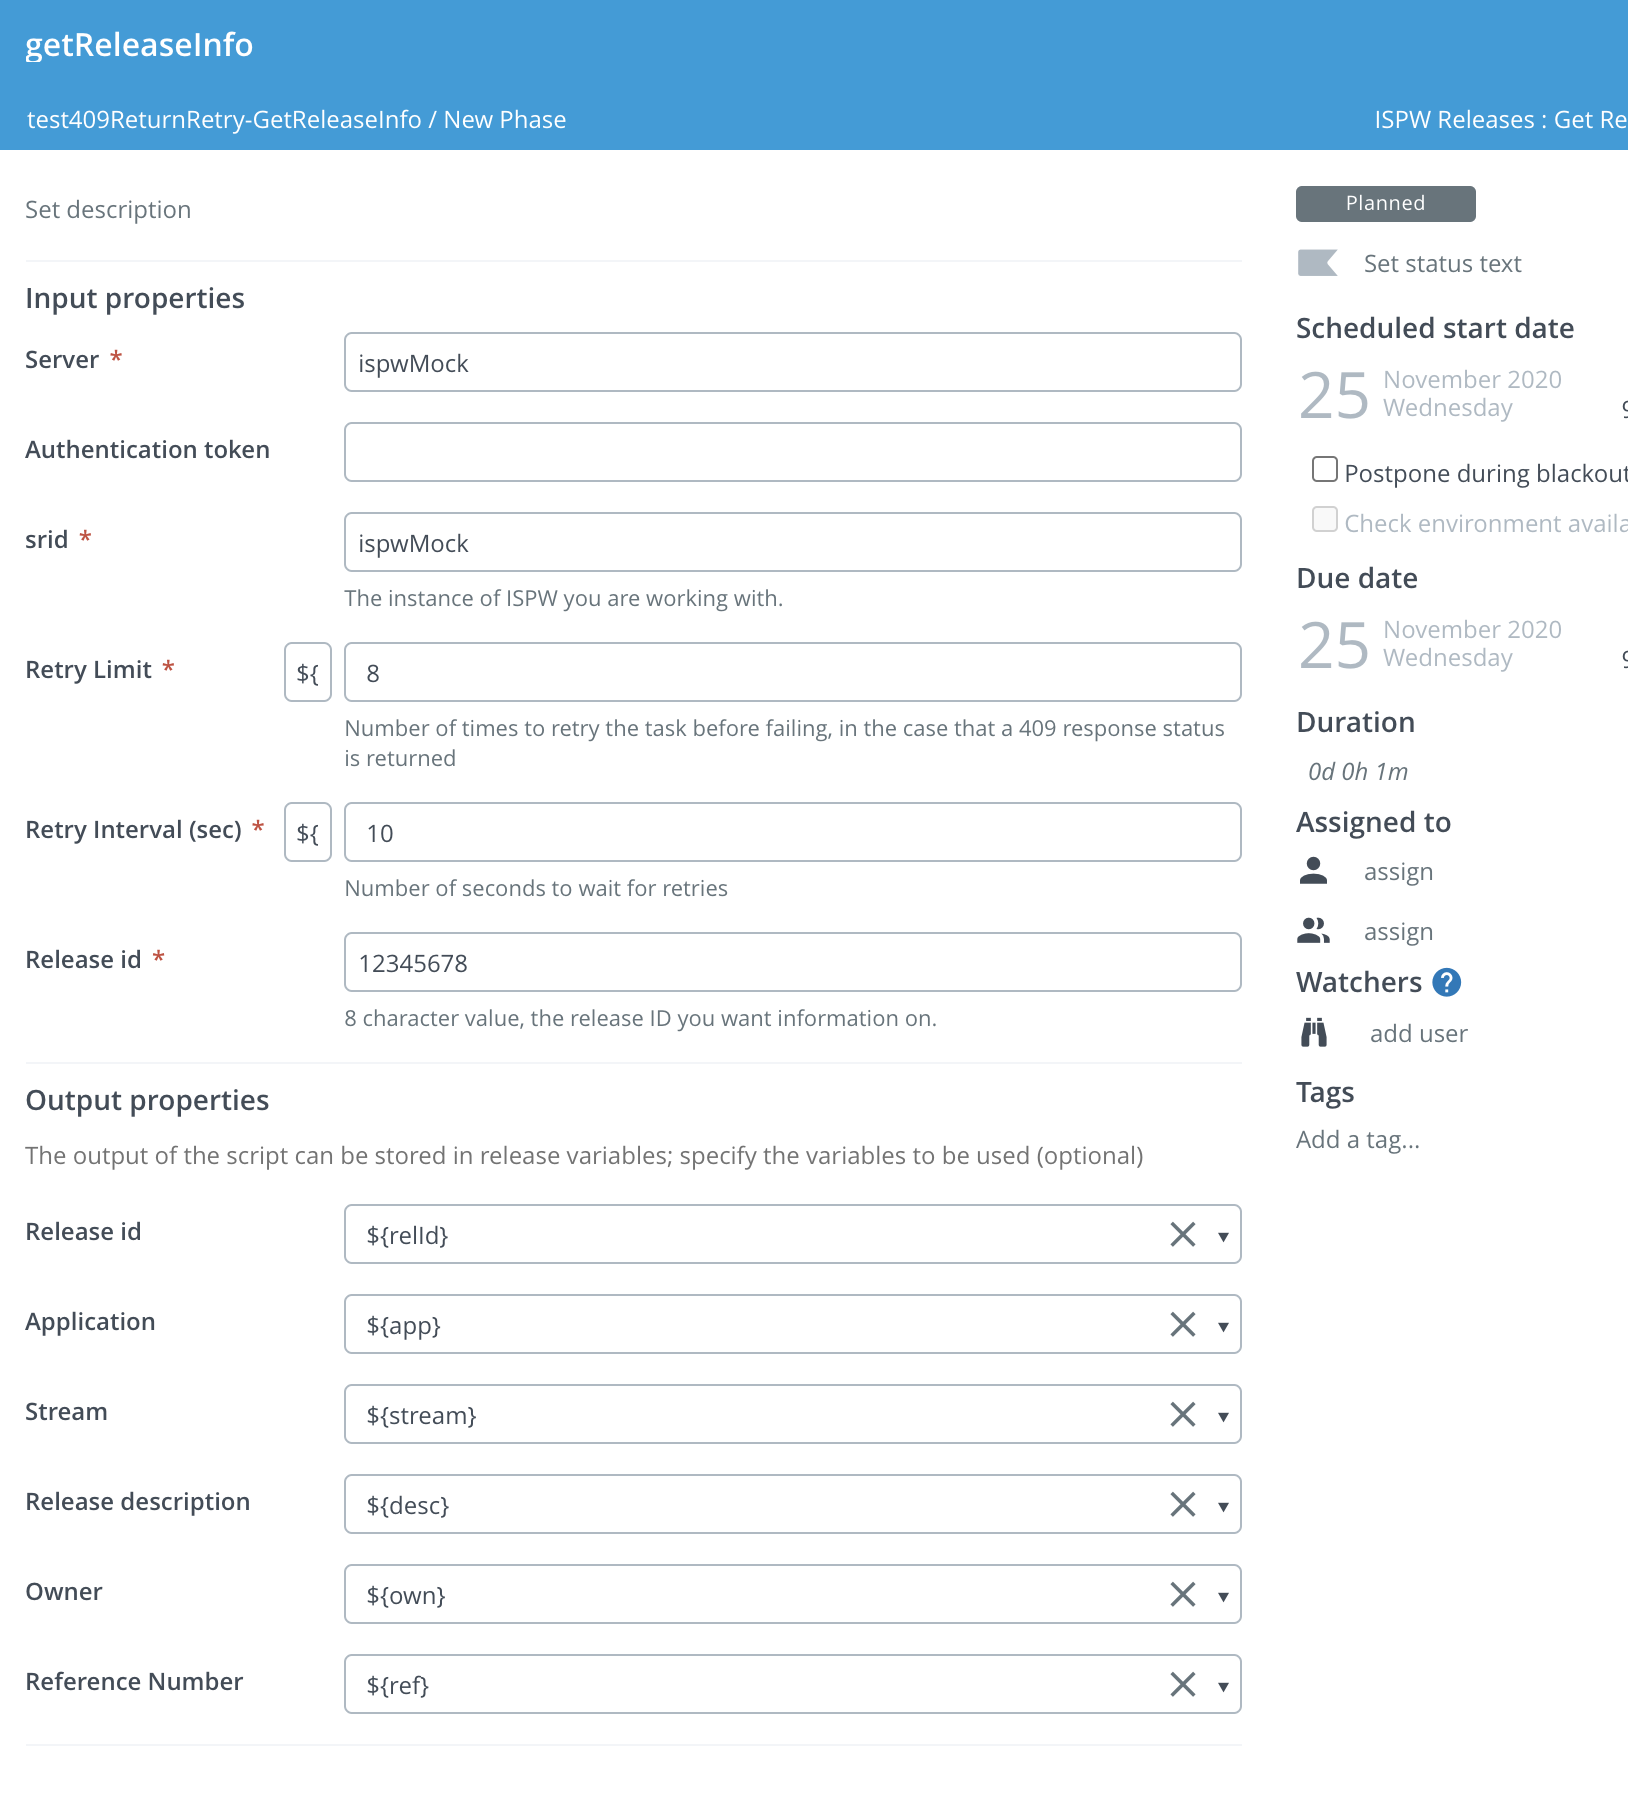 getReleaseInfo
test409ReturnRetry-GetReleaseInfo / New Phase
ISPW Releases : Get Re
Set description
Input properties
Server *
ispwMock
Authentication token
srid *
ispwMock
The instance of ISPW you are working with.
Retry Limit *
${
8
Number of times to retry the task before failing, in the case that a 409 response status
is returned
Retry Interval (sec) *
${
10
Number of seconds to wait for retries
Release id *
12345678
8 character value, the release ID you want information on.
Output properties
The output of the script can be stored in release variables; specify the variables to be used (optional)
Release id
${relId}
Application
${app}
Stream
${stream}
Release description
${desc}
Owner
${own}
Reference Number
${ref}
Planned
Set status text
Scheduled start date
25
November 2020
Wednesday
Postpone during blackout
Check environment availa
Due date
25
November 2020
Wednesday
Duration
0d 0h 1m
Assigned to
assign
assign
Watchers ?
add user
Tags
Add a tag...